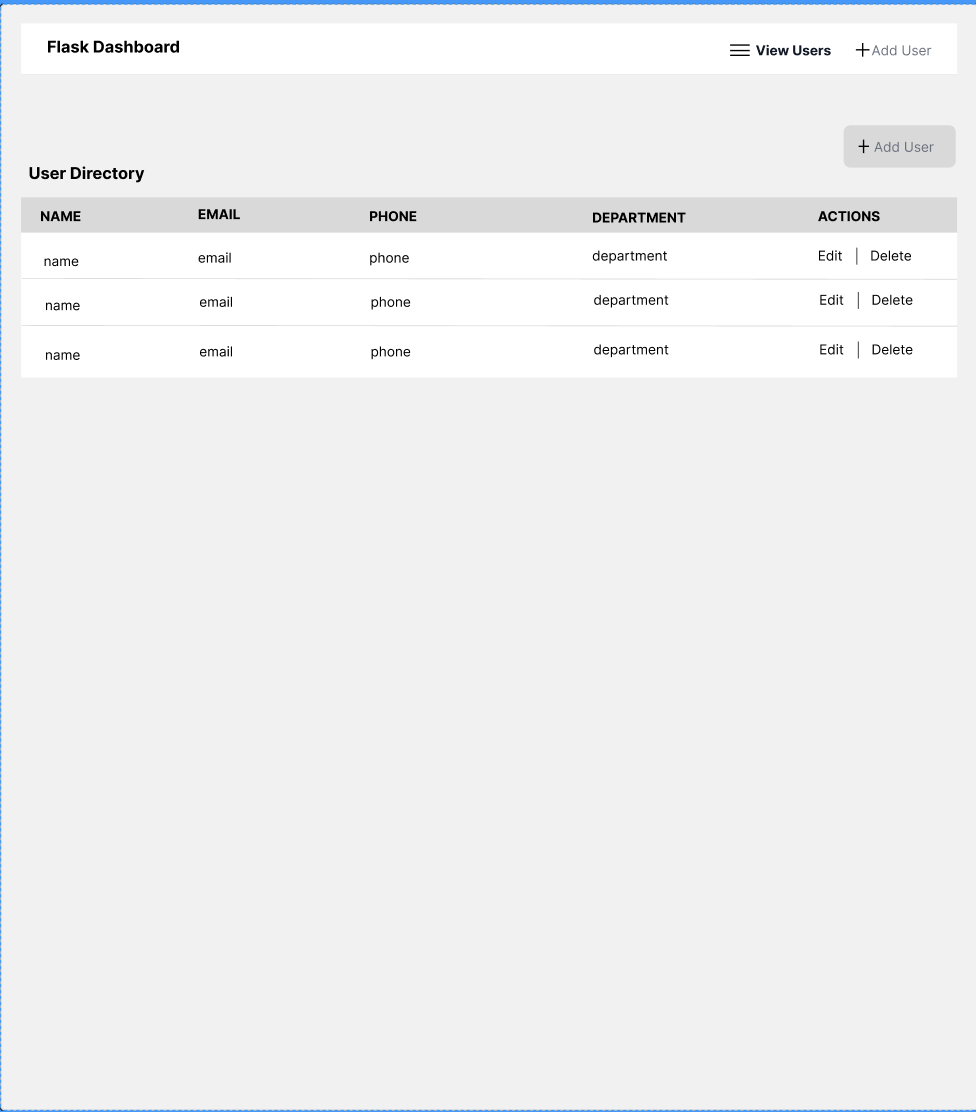 Flask Dashboard
View Users
Add User
Add User
User Directory
NAME EMAIL PHONE DEPARTMENT ACTIONS
name email phone department Edit | Delete
name email phone department Edit | Delete
name email phone department Edit | Delete